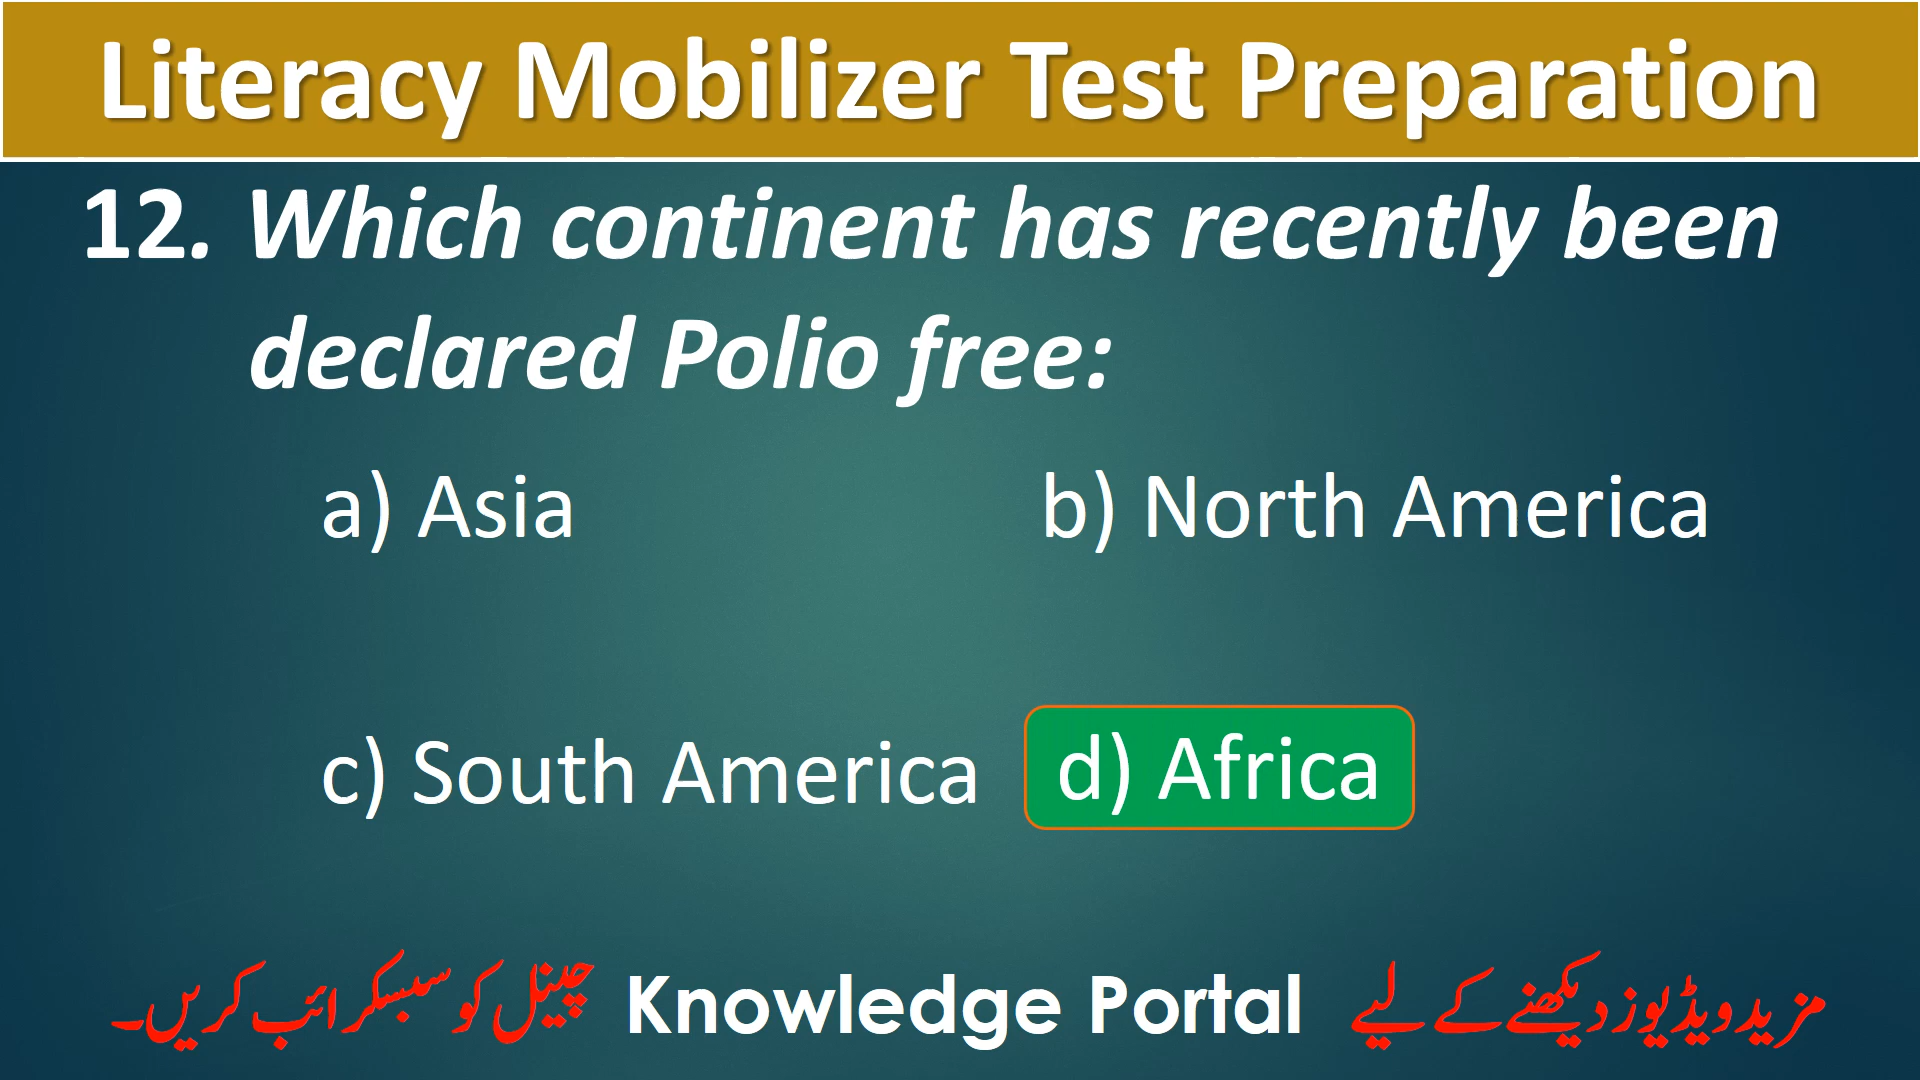 Literacy Mobilizer Test Preparation
12. Which continent has recently been
declared Polio free:
a) Asia
b) North America
c) South America
d) Africa
مزید ویڈیوز دیکھنے کے لیے Knowledge Portal چینل کو سبسکرائب کریں۔